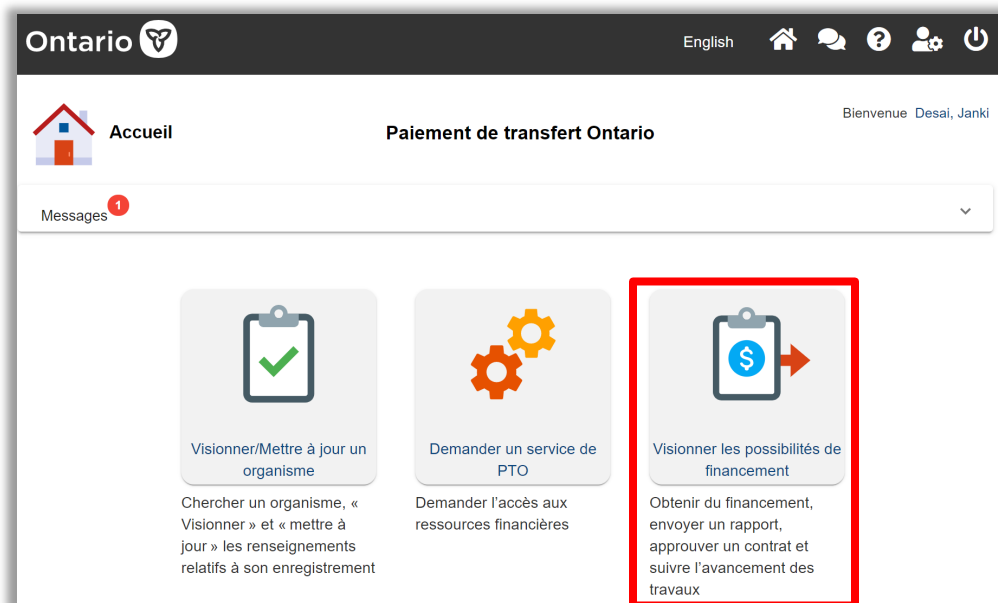 Ontario
English
Accueil
Paiement de transfert Ontario
Bienvenue Desai, Janki
Messages
1
Visionner/Mettre à jour un
organisme
Chercher un organisme, «
Visionner » et « mettre à
jour » les renseignements
relatifs à son enregistrement
Demander un service de
PTO
Demander l’accès aux
ressources financières
$
Visionner les possibilités de
financement
Obtenir du financement,
envoyer un rapport,
approuver un contrat et
suivre l’avancement des
travaux